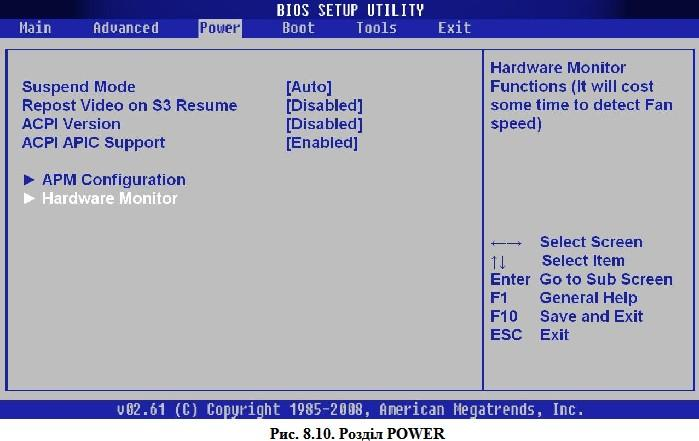 BIOS SETUP UTILITY
Main Advanced Power Boot Tools Exit
Suspend Mode [Auto]
Repost Video on S3 Resume [Disabled]
ACPI Version [Disabled]
ACPI APIC Support [Enabled]
► APM Configuration
► Hardware Monitor
Hardware Monitor
Functions (It will cost
some time to detect Fan
speed)
←→ Select Screen
↑↓ Select Item
Enter Go to Sub Screen
F1 General Help
F10 Save and Exit
ESC Exit
v02.61 (C) Copyright 1985-2008, American Megatrends, Inc.
Рис. 8.10. Розділ POWER